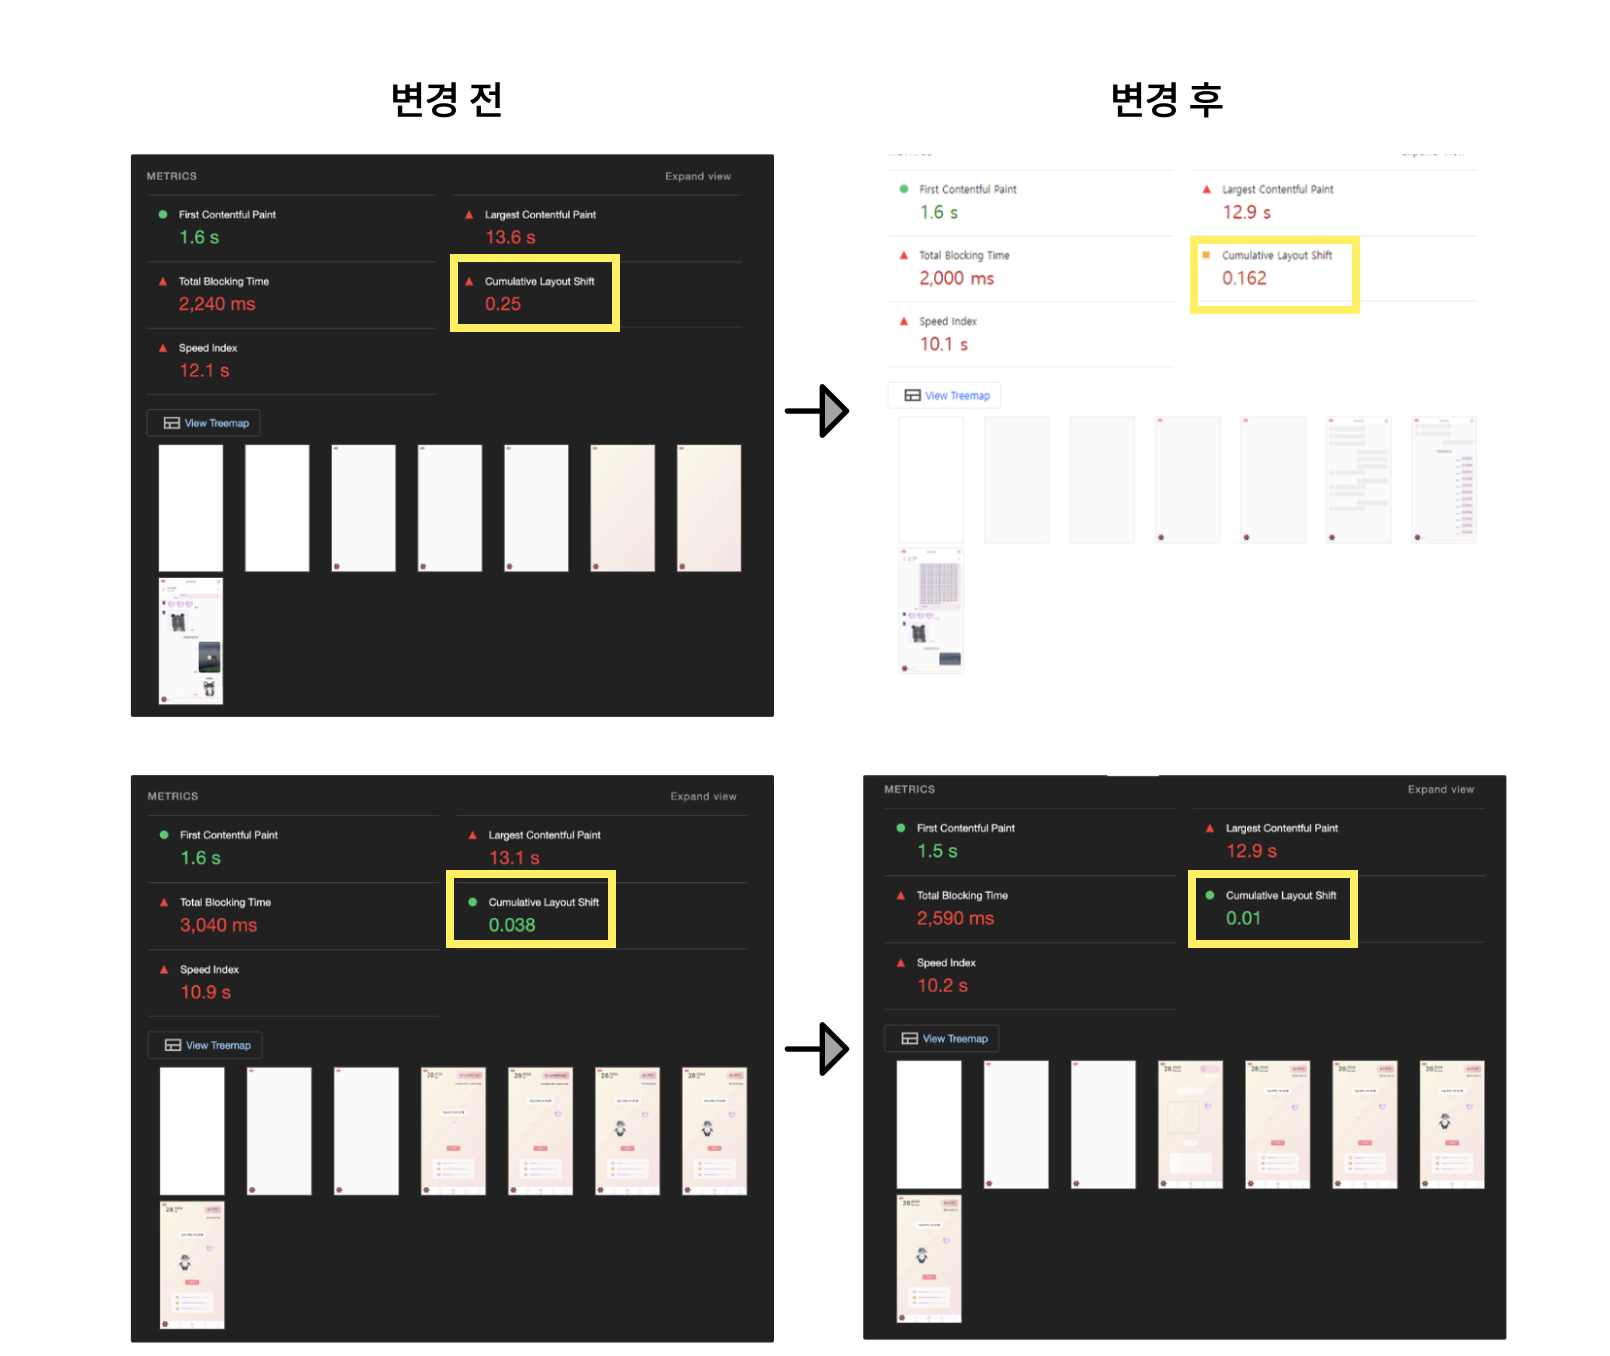 변경 전
변경 후
METRICS
Expand view
First Contentful Paint
1.6 s
Largest Contentful Paint
13.6 s
Total Blocking Time
2,240 ms
Cumulative Layout Shift
0.25
Speed Index
12.1 s
View Treemap
First Contentful Paint
1.6 s
Largest Contentful Paint
12.9 s
Total Blocking Time
2,000 ms
Cumulative Layout Shift
0.162
Speed Index
10.1 s
View Treemap
METRICS
Expand view
First Contentful Paint
1.6 s
Largest Contentful Paint
13.1 s
Total Blocking Time
3,040 ms
Cumulative Layout Shift
0.038
Speed Index
10.9 s
View Treemap
METRICS
Expand view
First Contentful Paint
1.5 s
Largest Contentful Paint
12.9 s
Total Blocking Time
2,590 ms
Cumulative Layout Shift
0.01
Speed Index
10.2 s
View Treemap